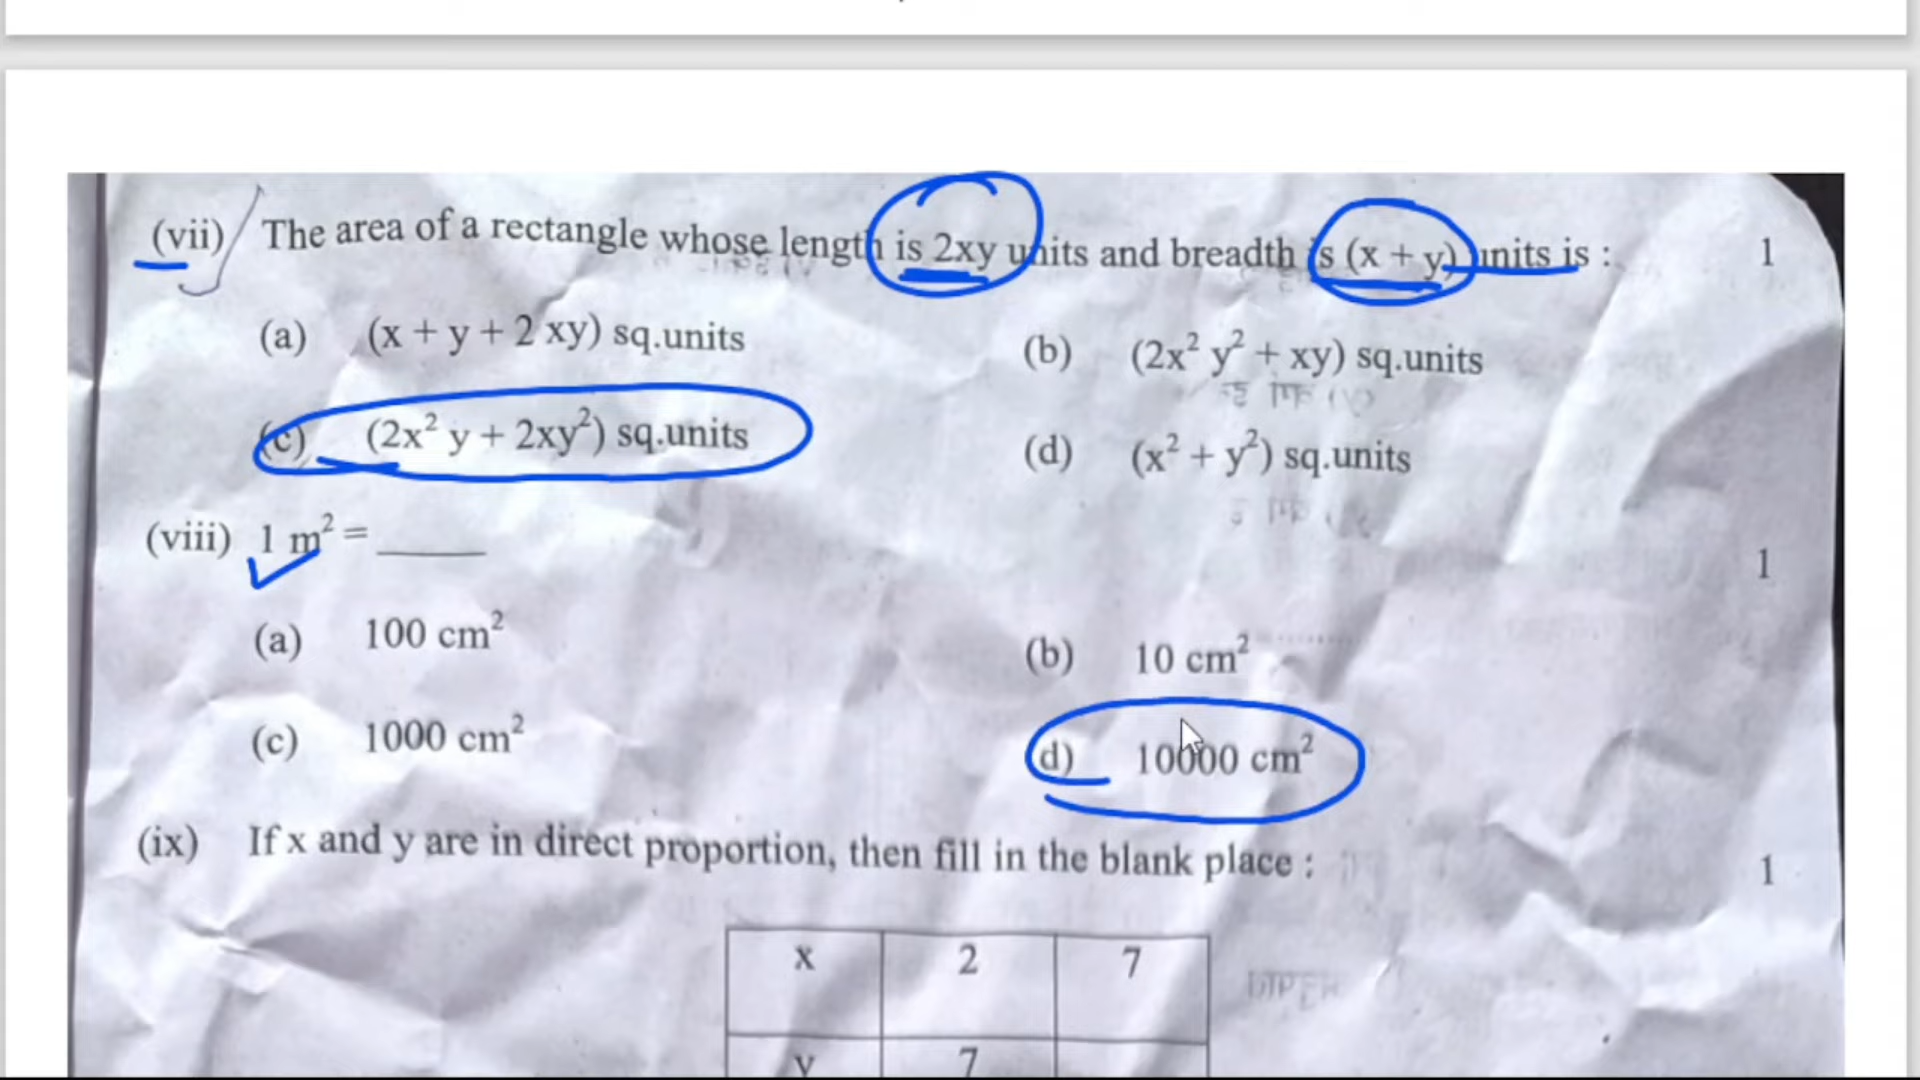 (vii) The area of a rectangle whose length is 2xy units and breadth is (x + y) units is : 1
(a) (x + y + 2 xy) sq.units (b) (2x² y² + xy) sq.units
(c) (2x² y + 2xy²) sq.units (d) (x² + y²) sq.units
(viii) 1 m² = ______ 1
(a) 100 cm² (b) 10 cm²
(c) 1000 cm² (d) 10000 cm²
(ix) If x and y are in direct proportion, then fill in the blank place : 1
x 2 7
y 7